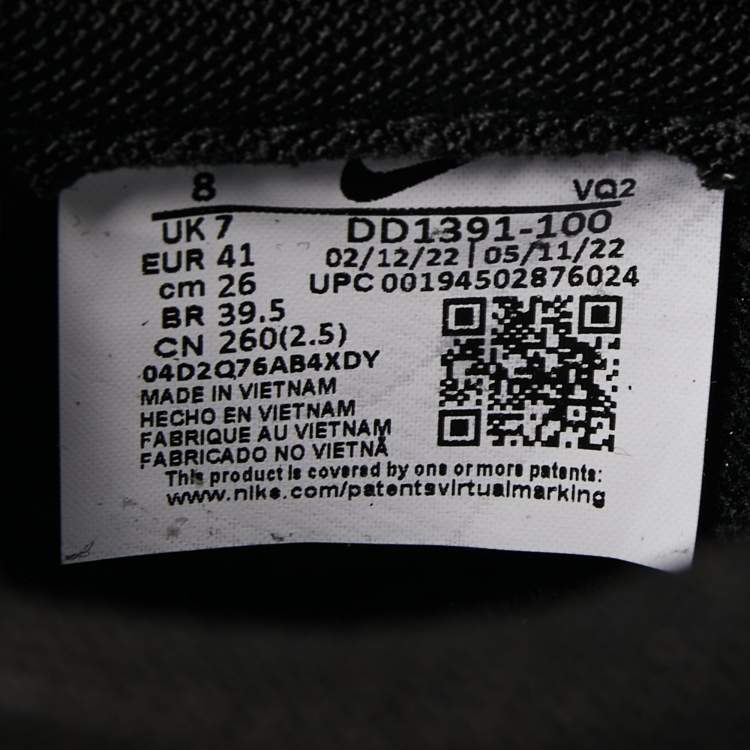 8 VQ2
UK 7 DD1391-100
EUR 41 02/12/22 | 05/11/22
cm 26 UPC 00194502876024
BR 39.5
CN 260(2.5)
04D2Q76AB4XDY
MADE IN VIETNAM
HECHO EN VIETNAM
FABRIQUE AU VIETNAM
FABRICADO NO VIETNÃ
This product is covered by one or more patents:
www.nike.com/patentsvirtualmarking